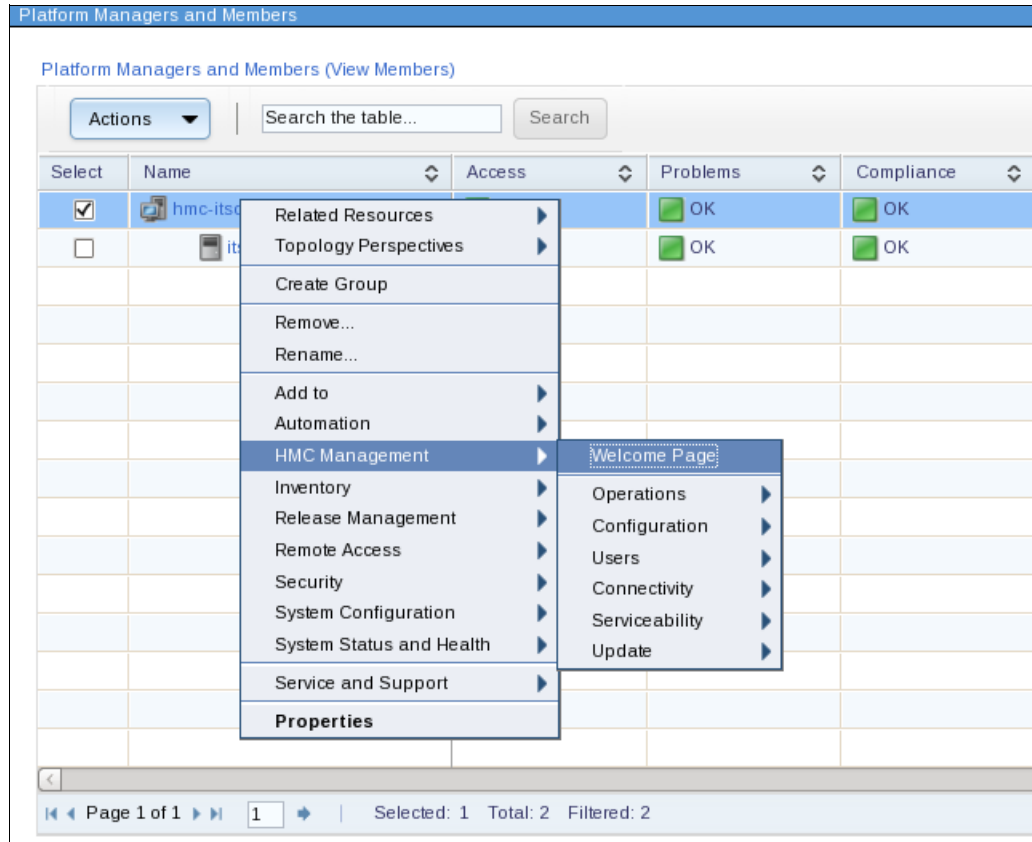 Platform Managers and Members
Platform Managers and Members (View Members)
Actions Search the table... Search
Select Name Access Problems Compliance
hmc-itso OK OK
its OK OK
Related Resources
Topology Perspectives
Create Group
Remove...
Rename...
Add to
Automation
HMC Management
Inventory
Release Management
Remote Access
Security
System Configuration
System Status and Health
Service and Support
Properties
Welcome Page
Operations
Configuration
Users
Connectivity
Serviceability
Update
Page 1 of 1 1 Selected: 1 Total: 2 Filtered: 2